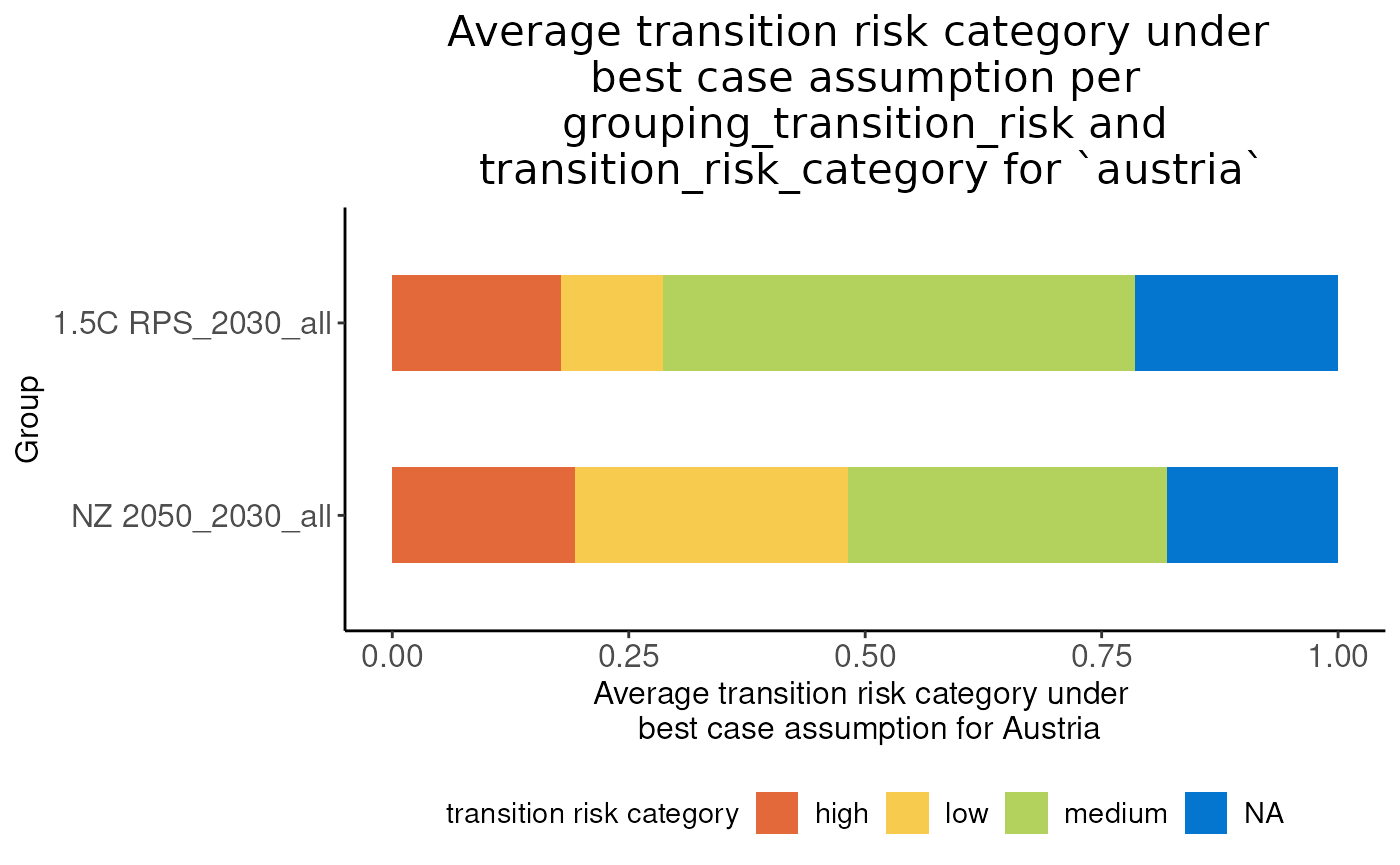 Average transition risk category under
best case assumption per
grouping_transition_risk and
transition_risk_category for `austria`
1.5C RPS_2030_all
Group
NZ 2050_2030_all
0.00 0.25 0.50 0.75 1.00
Average transition risk category under
best case assumption for Austria
transition risk category high low medium NA